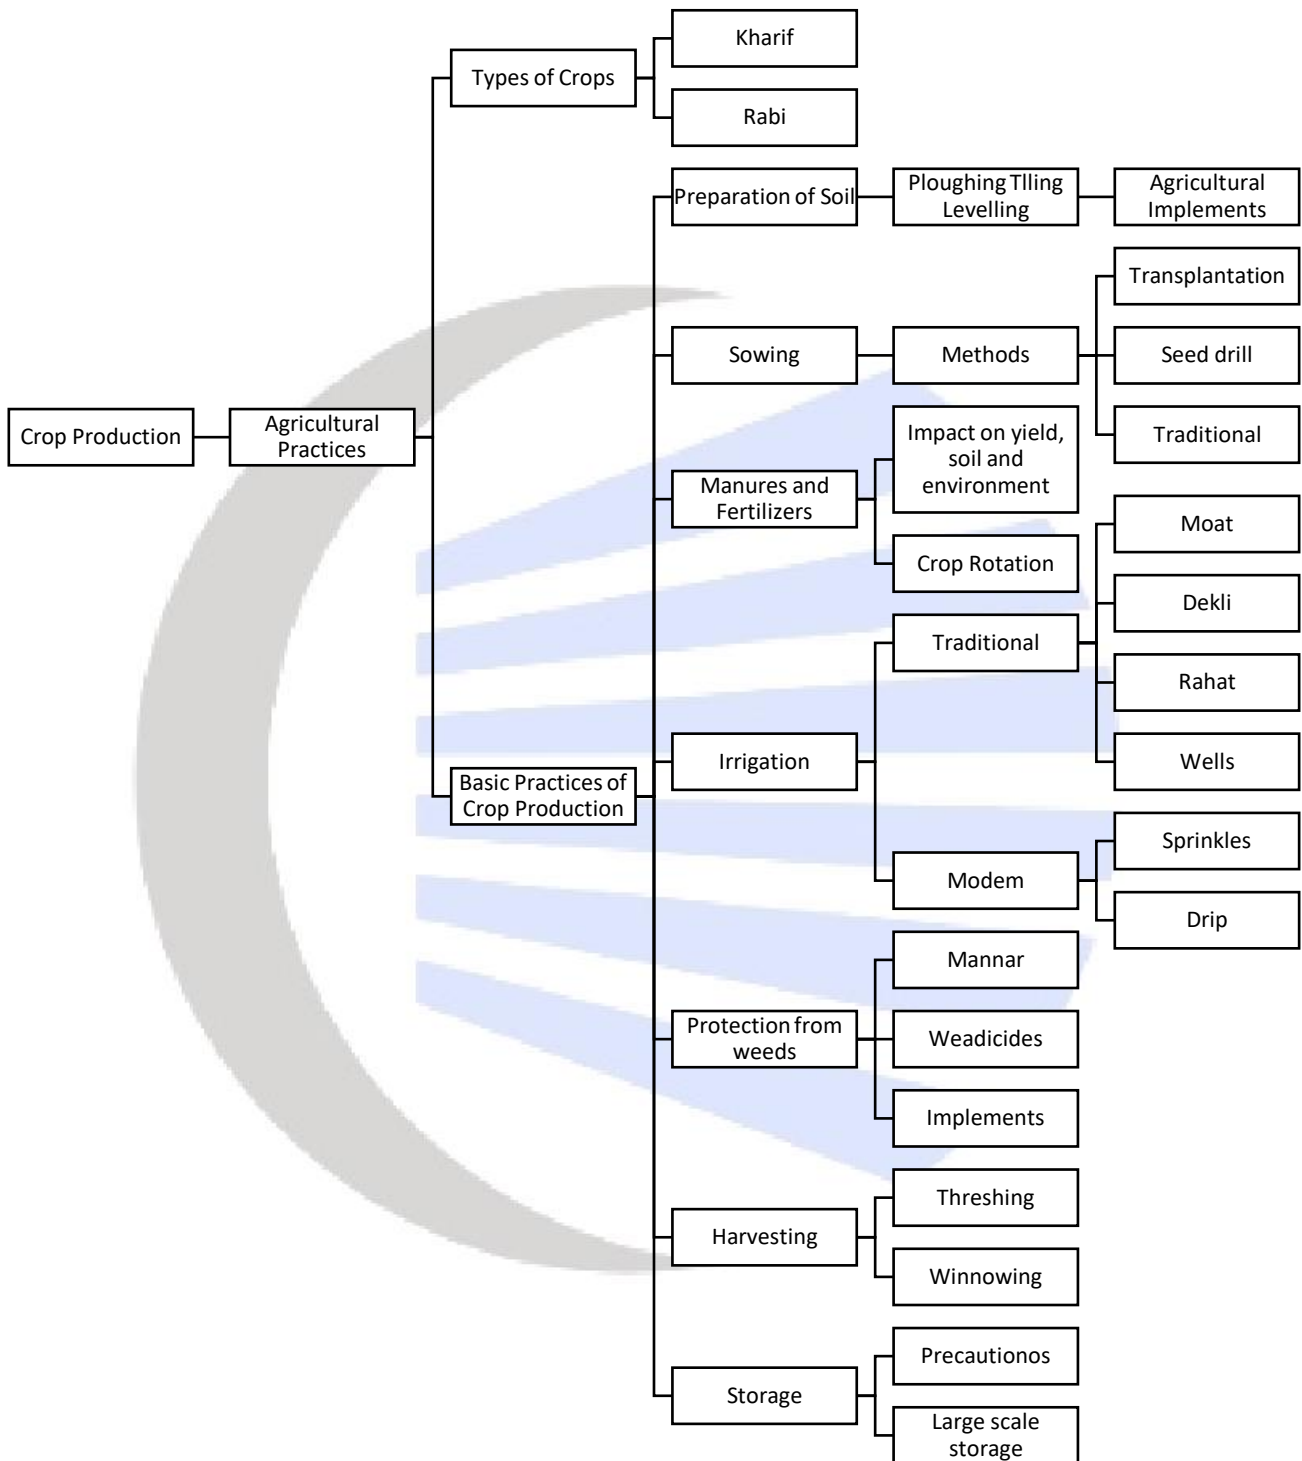 Crop Production
Agricultural
Practices
Types of Crops
Kharif
Rabi
Basic Practices of
Crop Production
Preparation of Soil
Ploughing Tlling
Levelling
Agricultural
Implements
Sowing
Methods
Transplantation
Seed drill
Traditional
Manures and
Fertilizers
Impact on yield,
soil and
environment
Crop Rotation
Irrigation
Traditional
Moat
Dekli
Rahat
Wells
Modem
Sprinkles
Drip
Protection from
weeds
Mannar
Weadicides
Implements
Harvesting
Threshing
Winnowing
Storage
Precautionos
Large scale
storage